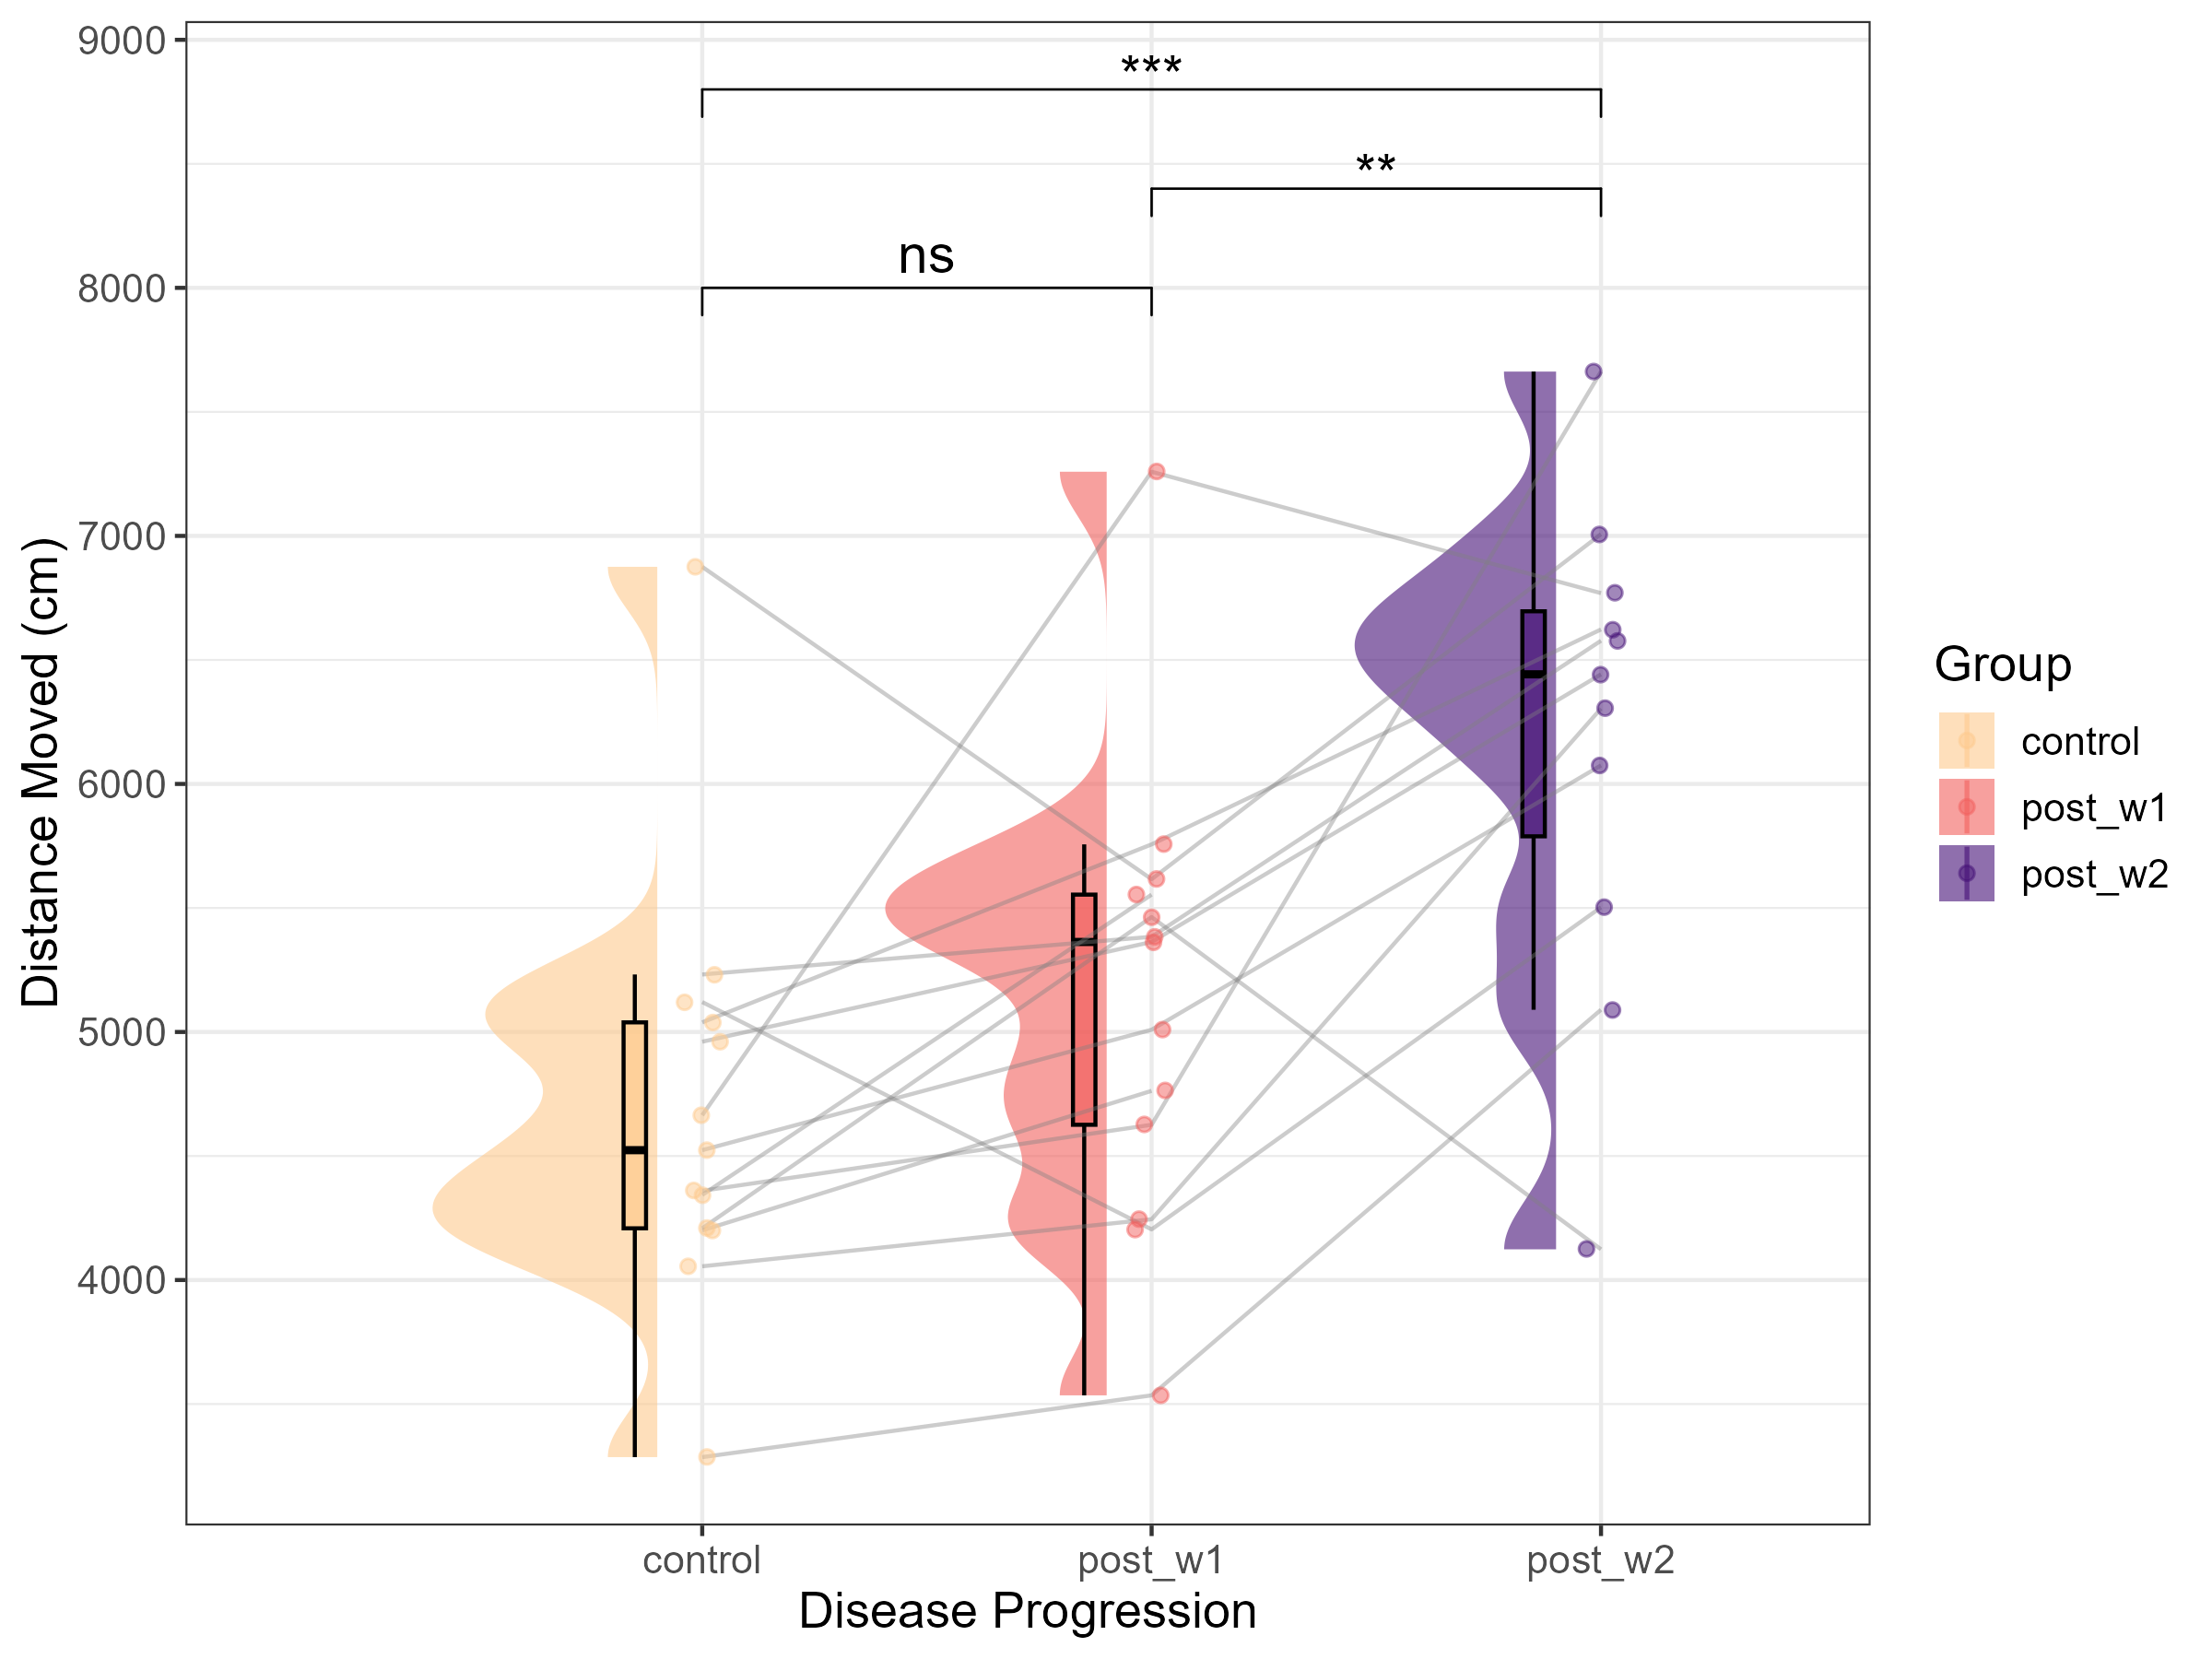 9000
8000
7000
6000
5000
4000
Distance Moved (cm)
***
**
ns
control
post_w1
post_w2
Disease Progression
Group
control
post_w1
post_w2